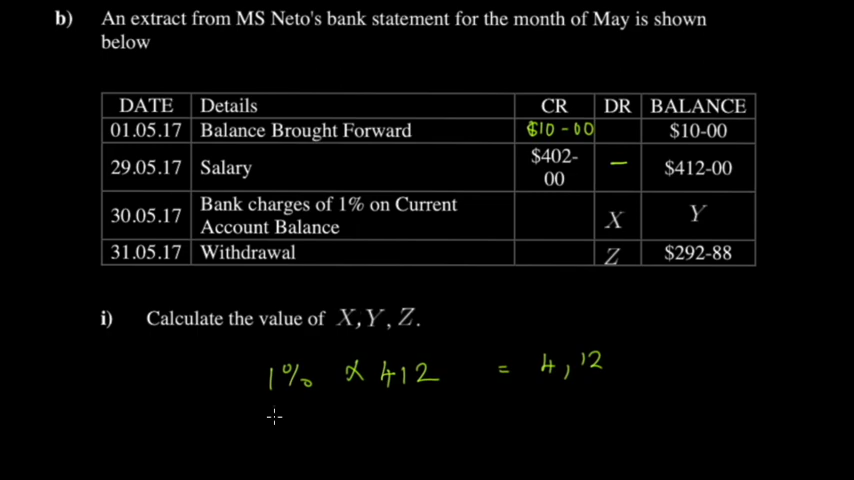 b) An extract from MS Neto's bank statement for the month of May is shown
below
DATE Details CR DR BALANCE
01.05.17 Balance Brought Forward $10-00 $10-00
29.05.17 Salary $402-00 – $412-00
30.05.17 Bank charges of 1% on Current Account Balance X Y
31.05.17 Withdrawal Z $292-88
i) Calculate the value of X, Y, Z.
1% × 412 = 4,12